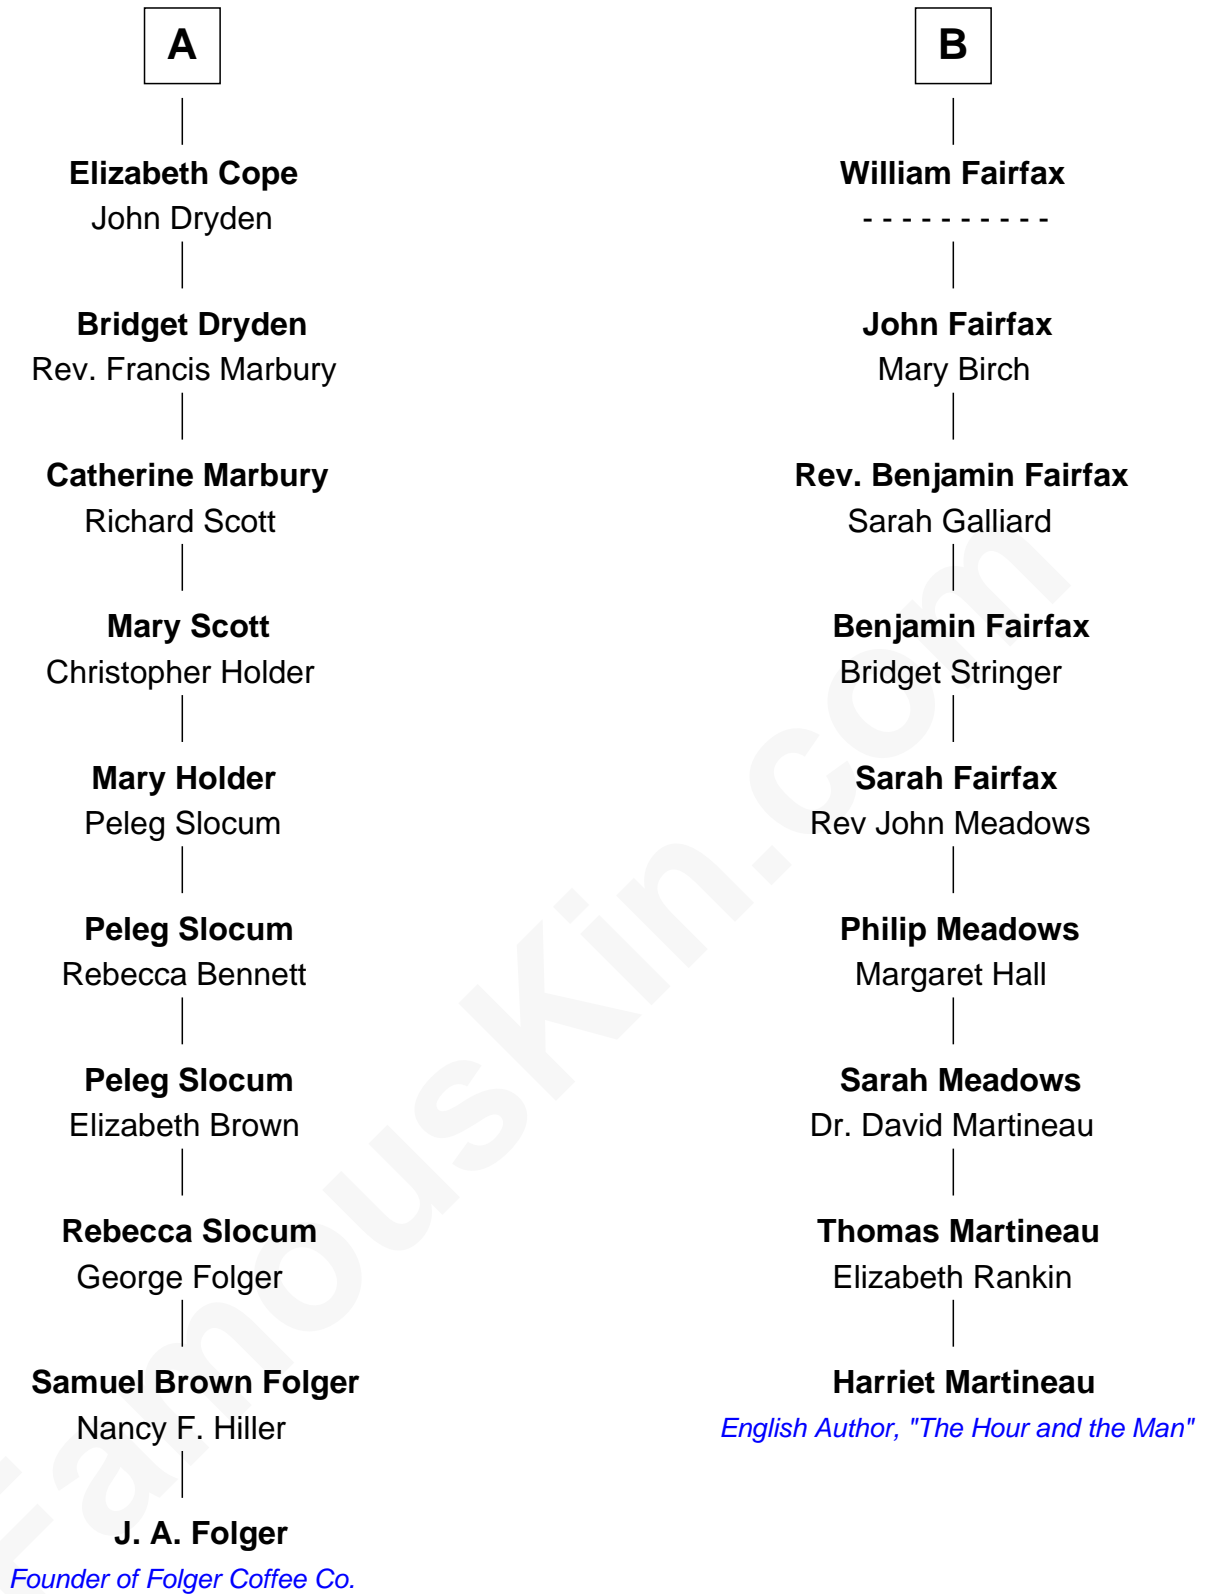 A
Elizabeth Cope
John Dryden
Bridget Dryden
Rev. Francis Marbury
Catherine Marbury
Richard Scott
Mary Scott
Christopher Holder
Mary Holder
Peleg Slocum
Peleg Slocum
Rebecca Bennett
Peleg Slocum
Elizabeth Brown
Rebecca Slocum
George Folger
Samuel Brown Folger
Nancy F. Hiller
J. A. Folger
Founder of Folger Coffee Co.
B
William Fairfax
- - - - - - - - - -
John Fairfax
Mary Birch
Rev. Benjamin Fairfax
Sarah Galliard
Benjamin Fairfax
Bridget Stringer
Sarah Fairfax
Rev John Meadows
Philip Meadows
Margaret Hall
Sarah Meadows
Dr. David Martineau
Thomas Martineau
Elizabeth Rankin
Harriet Martineau
English Author, "The Hour and the Man"
FamousKin.com